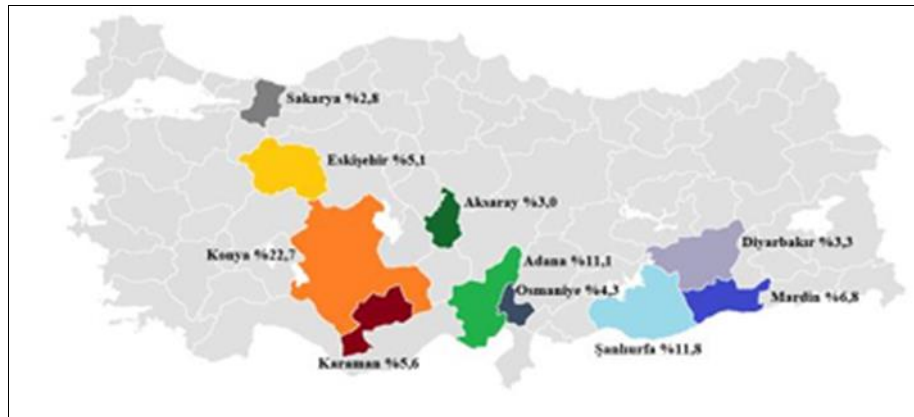 Sakarya %2,8
Eskişehir %5,1
Aksaray %3,0
Diyarbakır %3,3
Konya %22,7
Adana %11,1
Osmaniye %4,3
Mardin %6,8
Şanlıurfa %11,8
Karaman %5,6